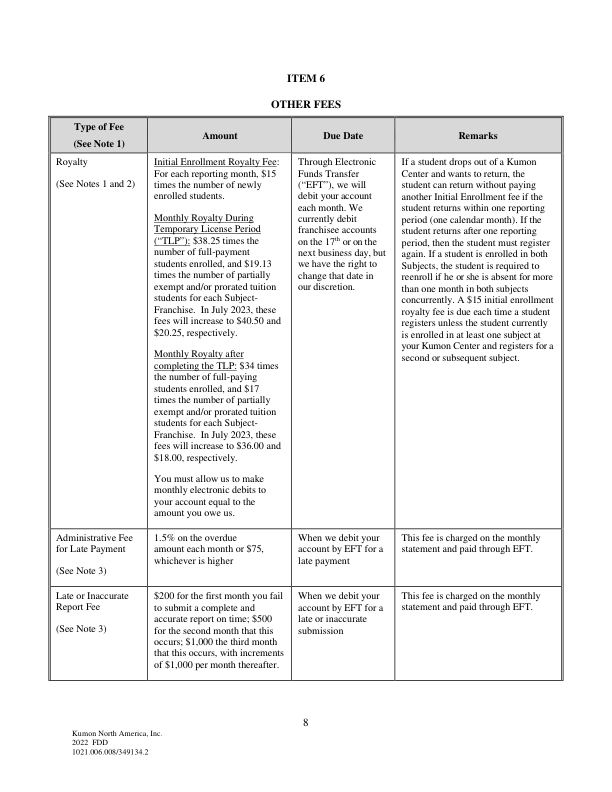 ITEM 6
OTHER FEES
Type of Fee
(See Note 1)
Amount
Due Date
Remarks
Royalty
(See Notes 1 and 2)
Initial Enrollment Royalty Fee:
For each reporting month, $15
times the number of newly
enrolled students.
Monthly Royalty During
Temporary License Period
(“TLP”): $38.25 times the
number of full-payment
students enrolled, and $19.13
times the number of partially
exempt and/or prorated tuition
students for each Subject-
Franchise. In July 2023, these
fees will increase to $40.50 and
$20.25, respectively.
Monthly Royalty after
completing the TLP: $34 times
the number of full-paying
students enrolled, and $17
times the number of partially
exempt and/or prorated tuition
students for each Subject-
Franchise. In July 2023, these
fees will increase to $36.00 and
$18.00, respectively.
You must allow us to make
monthly electronic debits to
your account equal to the
amount you owe us.
Through Electronic
Funds Transfer
(“EFT”), we will
debit your account
each month. We
currently debit
franchisee accounts
on the 17th or on the
next business day, but
we have the right to
change that date in
our discretion.
If a student drops out of a Kumon
Center and wants to return, the
student can return without paying
another Initial Enrollment fee if the
student returns within one reporting
period (one calendar month). If the
student returns after one reporting
period, then the student must register
again. If a student is enrolled in both
Subjects, the student is required to
reenroll if he or she is absent for more
than one month in both subjects
concurrently. A $15 initial enrollment
royalty fee is due each time a student
registers unless the student currently
is enrolled in at least one subject at
your Kumon Center and registers for a
second or subsequent subject.
Administrative Fee
for Late Payment
(See Note 3)
1.5% on the overdue
amount each month or $75,
whichever is higher
When we debit your
account by EFT for a
late payment
This fee is charged on the monthly
statement and paid through EFT.
Late or Inaccurate
Report Fee
(See Note 3)
$200 for the first month you fail
to submit a complete and
accurate report on time; $500
for the second month that this
occurs; $1,000 the third month
that this occurs, with increments
of $1,000 per month thereafter.
When we debit your
account by EFT for a
late or inaccurate
submission
This fee is charged on the monthly
statement and paid through EFT.
8
Kumon North America, Inc.
2022 FDD
1021.006.008/349134.2